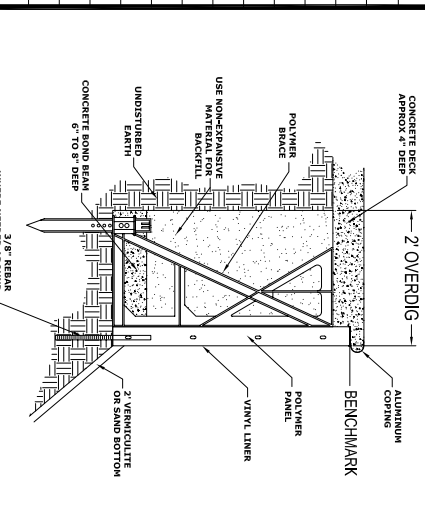 CONCRETE DECK
APPROX 4" DEEP
2' OVERDIG
ALUMINUM
COPING
BENCHMARK
POLYMER
BRACE
POLYMER
PANEL
USE NON-EXPANSIVE
MATERIAL FOR
BACKFILL
VINYL LINER
UNDISTURBED
EARTH
CONCRETE BOND BEAM
6" TO 8" DEEP
2' VERMICULITE
OR SAND BOTTOM
3/8" REBAR